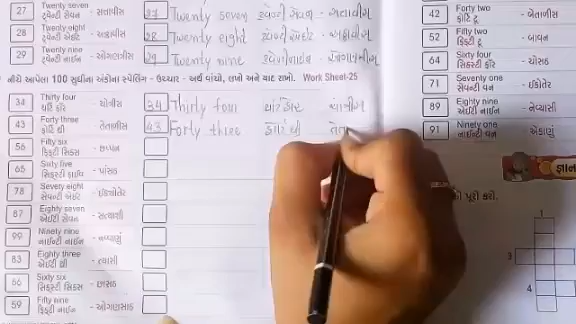 27 Twenty seven ટ્વેન્ટી સેવન - સત્તાવીસ 27 Twenty seven ટ્વેન્ટી સેવન - સત્તાવીસ
28 Twenty eight ટ્વેન્ટી એઈટ - અઠ્ઠાવીસ 28 Twenty eight ટ્વેન્ટી એઈટ - અઠ્ઠાવીસ
29 Twenty nine ટ્વેન્ટી નાઈન - ઓગણત્રીસ 29 Twenty nine ટ્વેન્ટી નાઈન - ઓગણત્રીસ
નીચે આપેલા 100 સુધીના અંકોના સ્પેલિંગ - ઉચ્ચાર - અર્થ વાંચો, લખો અને યાદ રાખો. Work Sheet-25
34 Thirty four થર્ટી ફોર - ચોત્રીસ 34 Thirty four થર્ટી ફોર ચોત્રીસ
43 Forty three ફોર્ટી થ્રી - તેતાળીસ 43 Forty three ફોર્ટી થ્રી
56 Fifty six ફિફ્ટી સિક્સ - છપ્પન
65 Sixty five સિક્સ્ટી ફાઈવ - પાંસઠ
78 Seventy eight સેવન્ટી એઈટ - ઈઠ્ઠોતેર
87 Eighty seven એઈટી સેવન - સત્યાસી
99 Ninety nine નાઈન્ટી નાઈન - નવ્વાણું
83 Eighty three એઈટી થ્રી - ત્યાસી
66 Sixty six સિક્સ્ટી સિક્સ - છાસઠ
59 Fifty nine ફિફ્ટી નાઈન - ઓગણસાઠ
42 Forty two ફોર્ટી ટૂ - બેતાળીસ
52 Fifty two ફિફ્ટી ટૂ - બાવન
64 Sixty four સિક્સ્ટી ફોર - ચોસઠ
71 Seventy one સેવન્ટી વન - ઈકોતેર
89 Eighty nine એઈટી નાઈન - નેવ્યાસી
91 Ninety one નાઈન્ટી વન - એકાણું
જ્ઞાન
પૂરી કરો.
1
3
4